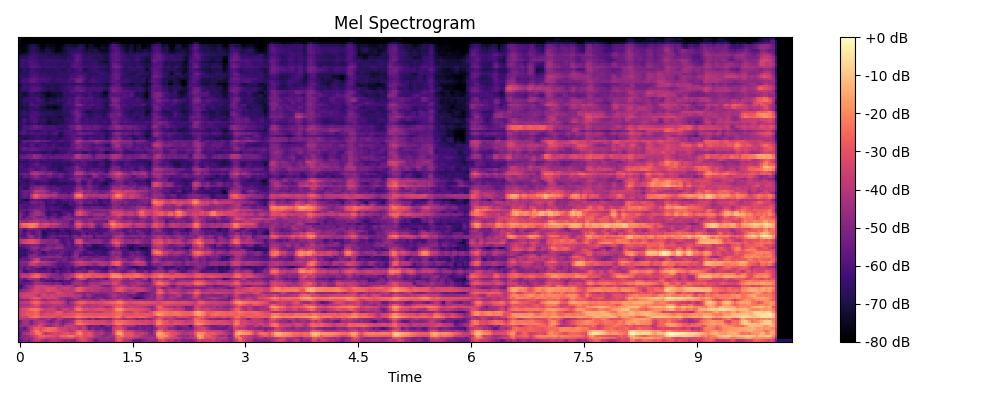 Mel Spectrogram
+0 dB
-10 dB
-20 dB
-30 dB
-40 dB
-50 dB
-60 dB
-70 dB
-80 dB
0 1.5 3 4.5 6 7.5 9
Time